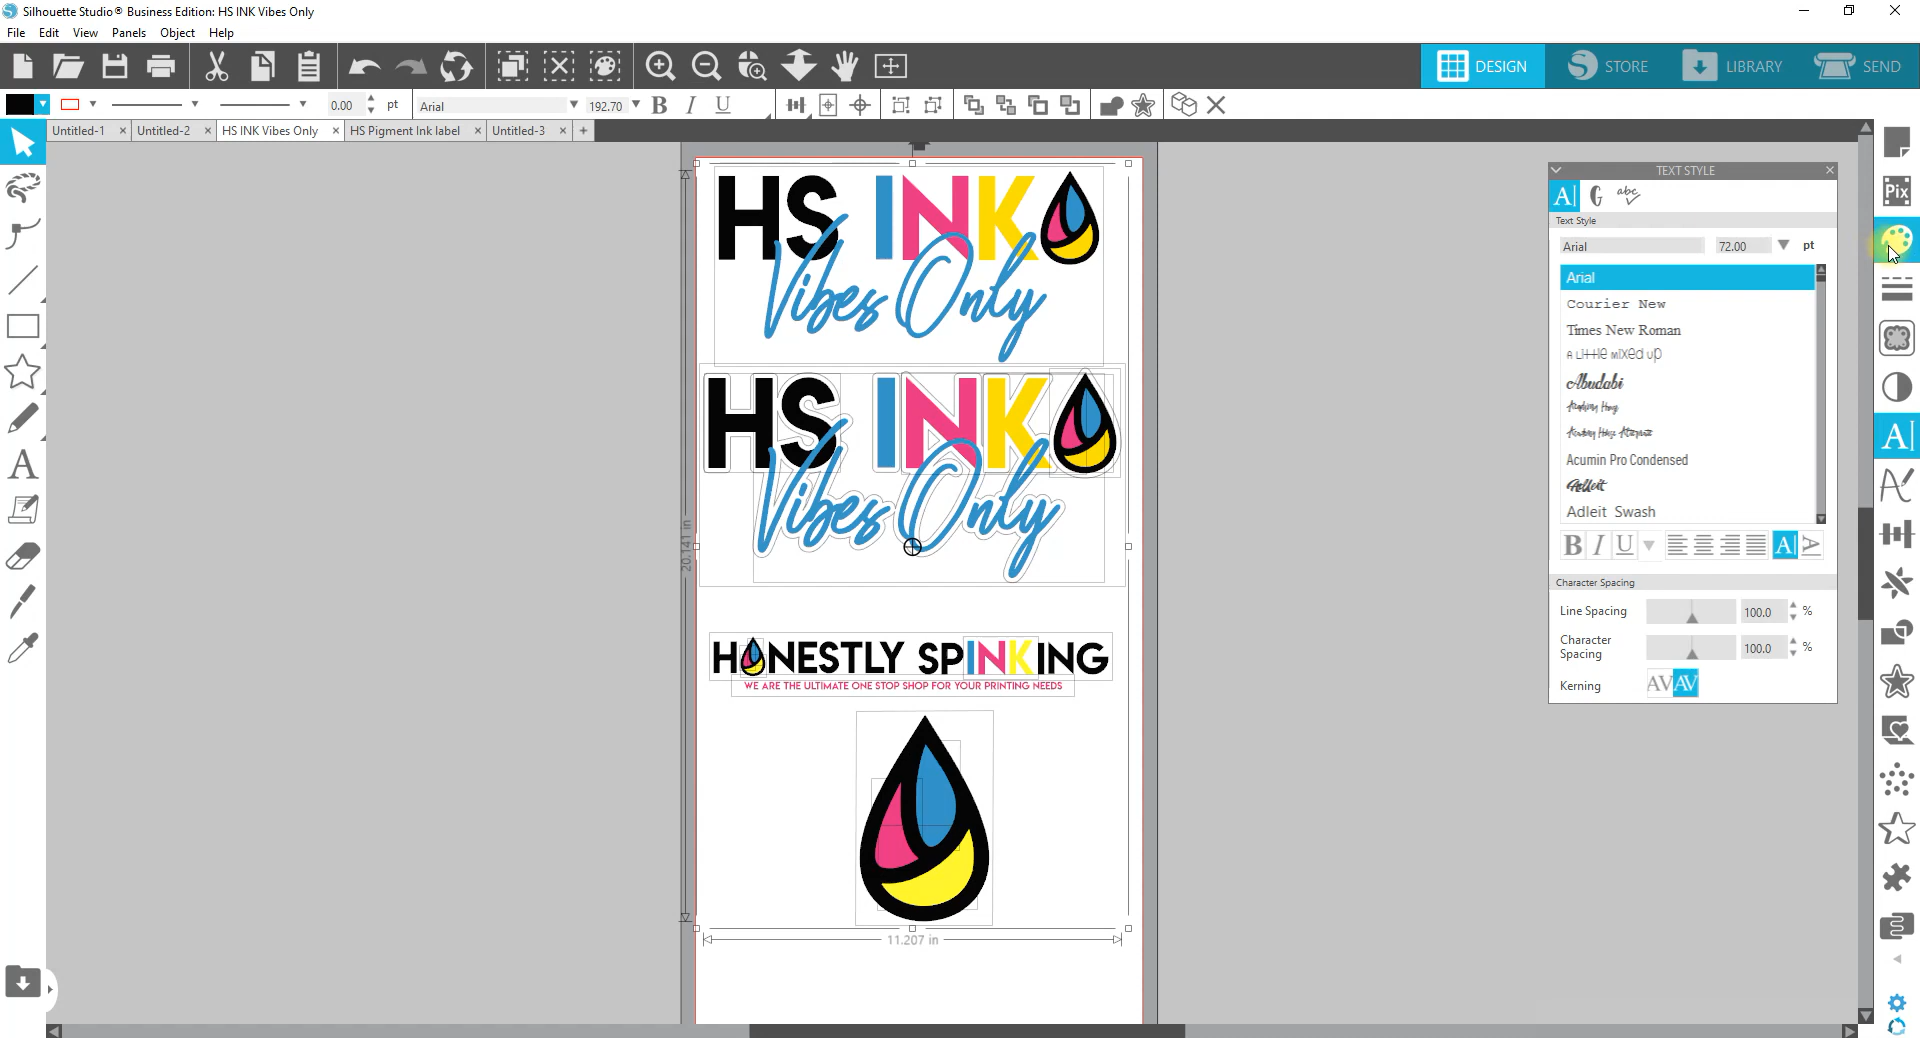 Silhouette Studio® Business Edition: HS INK Vibes Only
File Edit View Panels Object Help
DESIGN STORE LIBRARY SEND
0.00 pt Arial 192.70 B I U
Untitled-1 Untitled-2 HS INK Vibes Only HS Pigment Ink label Untitled-3
Pix
HS INK
Vibes Only
HS INK
Vibes Only
20.141 in
HONESTLY SPINKING
WE ARE THE ULTIMATE ONE STOP SHOP FOR YOUR PRINTING NEEDS
11.207 in
TEXT STYLE
A G abc
Text Style
Arial 72.00 pt
Arial
Courier New
Times New Roman
A Little Mixed Up
Abudabi
Acumin Pro Condensed
Adleit
Adleit Swash
B I U A A
Character Spacing
Line Spacing 100.0 %
Character Spacing 100.0 %
Kerning AV AV